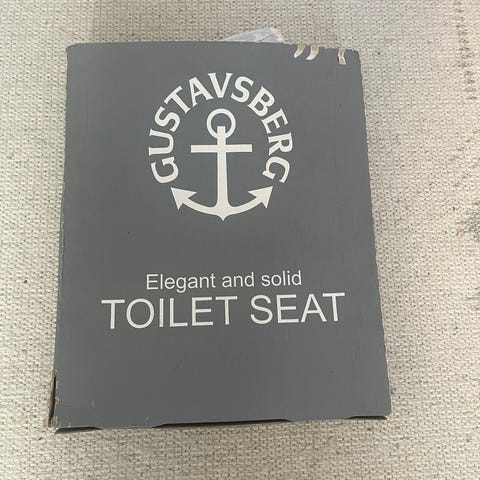 GUSTAVSBERG
Elegant and solid
TOILET SEAT